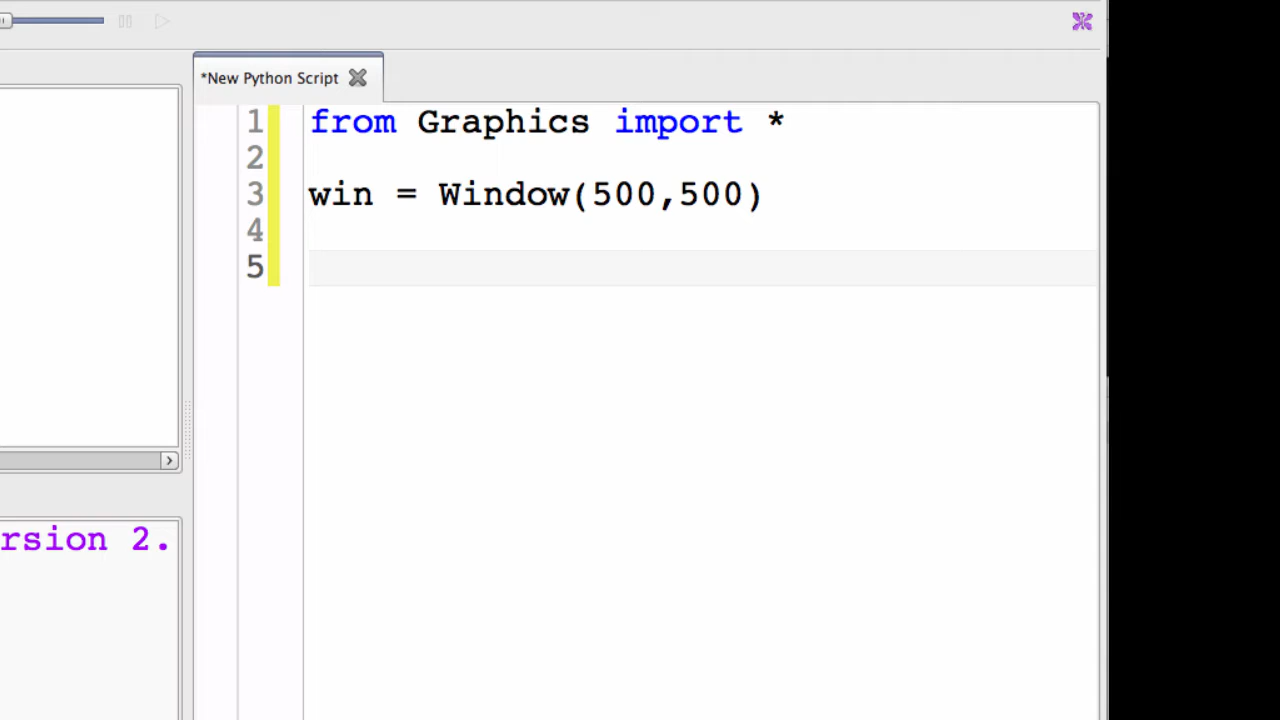 *New Python Script
1 from Graphics import *
2
3 win = Window(500,500)
4
5
rsion 2.